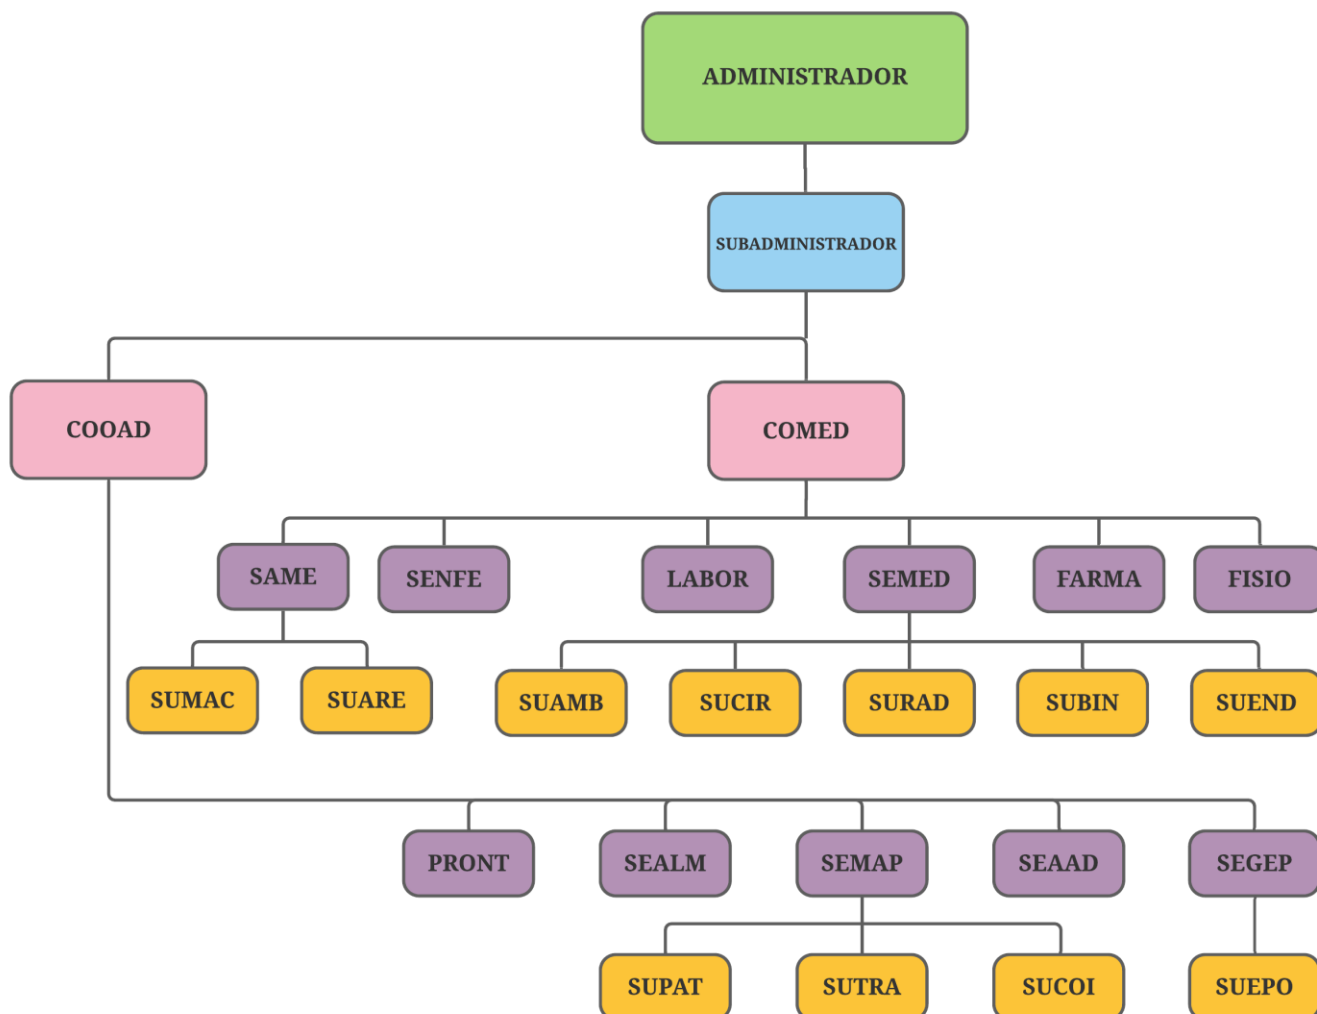 ADMINISTRADOR
SUBADMINISTRADOR
COOAD
COMED
SAME
SENFE
LABOR
SEMED
FARMA
FISIO
SUMAC
SUARE
SUAMB
SUCIR
SURAD
SUBIN
SUEND
PRONT
SEALM
SEMAP
SEAAD
SEGEP
SUPAT
SUTRA
SUCOI
SUEPO